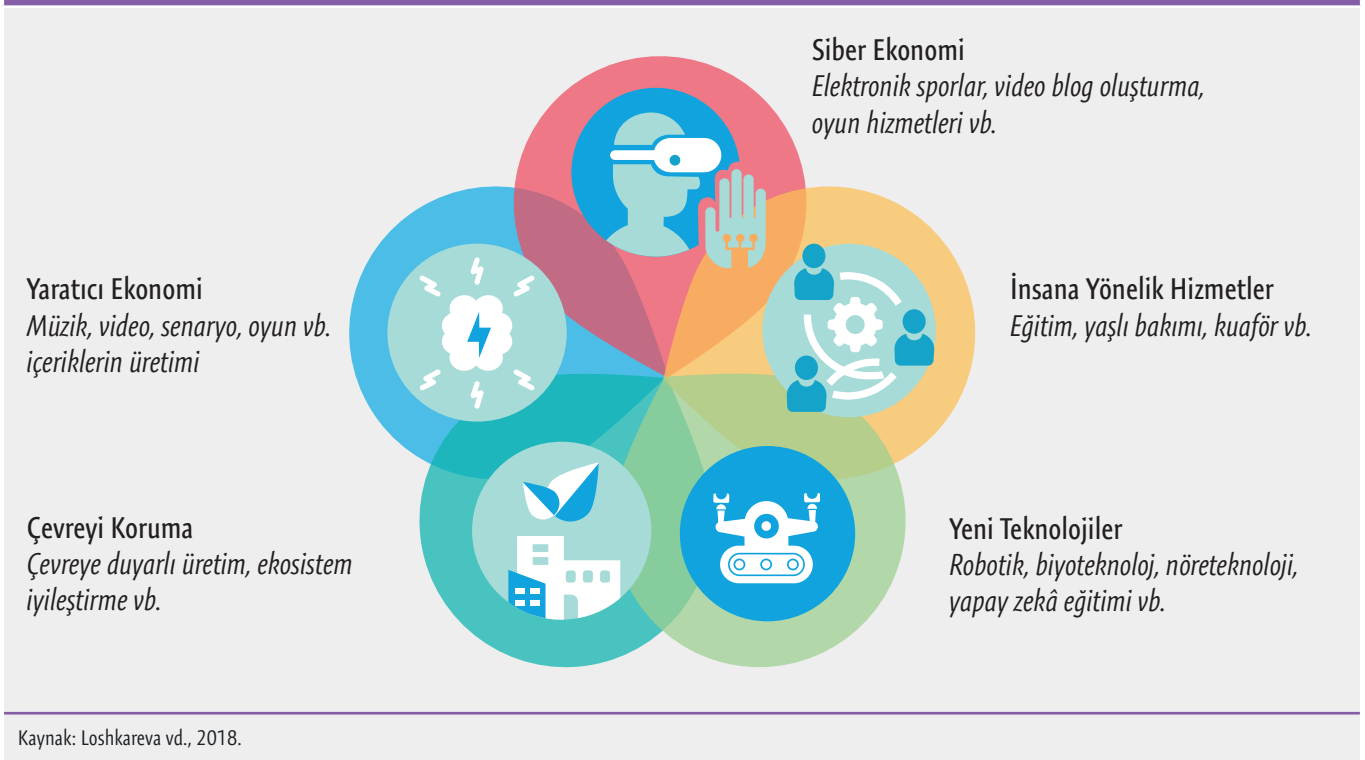 Siber Ekonomi
Elektronik sporlar, video blog oluşturma,
oyun hizmetleri vb.
Yaratıcı Ekonomi
Müzik, video, senaryo, oyun vb.
içeriklerin üretimi
İnsana Yönelik Hizmetler
Eğitim, yaşlı bakımı, kuaför vb.
Çevreyi Koruma
Çevreye duyarlı üretim, ekosistem
iyileştirme vb.
Yeni Teknolojiler
Robotik, biyoteknoloj, nöreteknoloji,
yapay zekâ eğitimi vb.
Kaynak: Loshkareva vd., 2018.